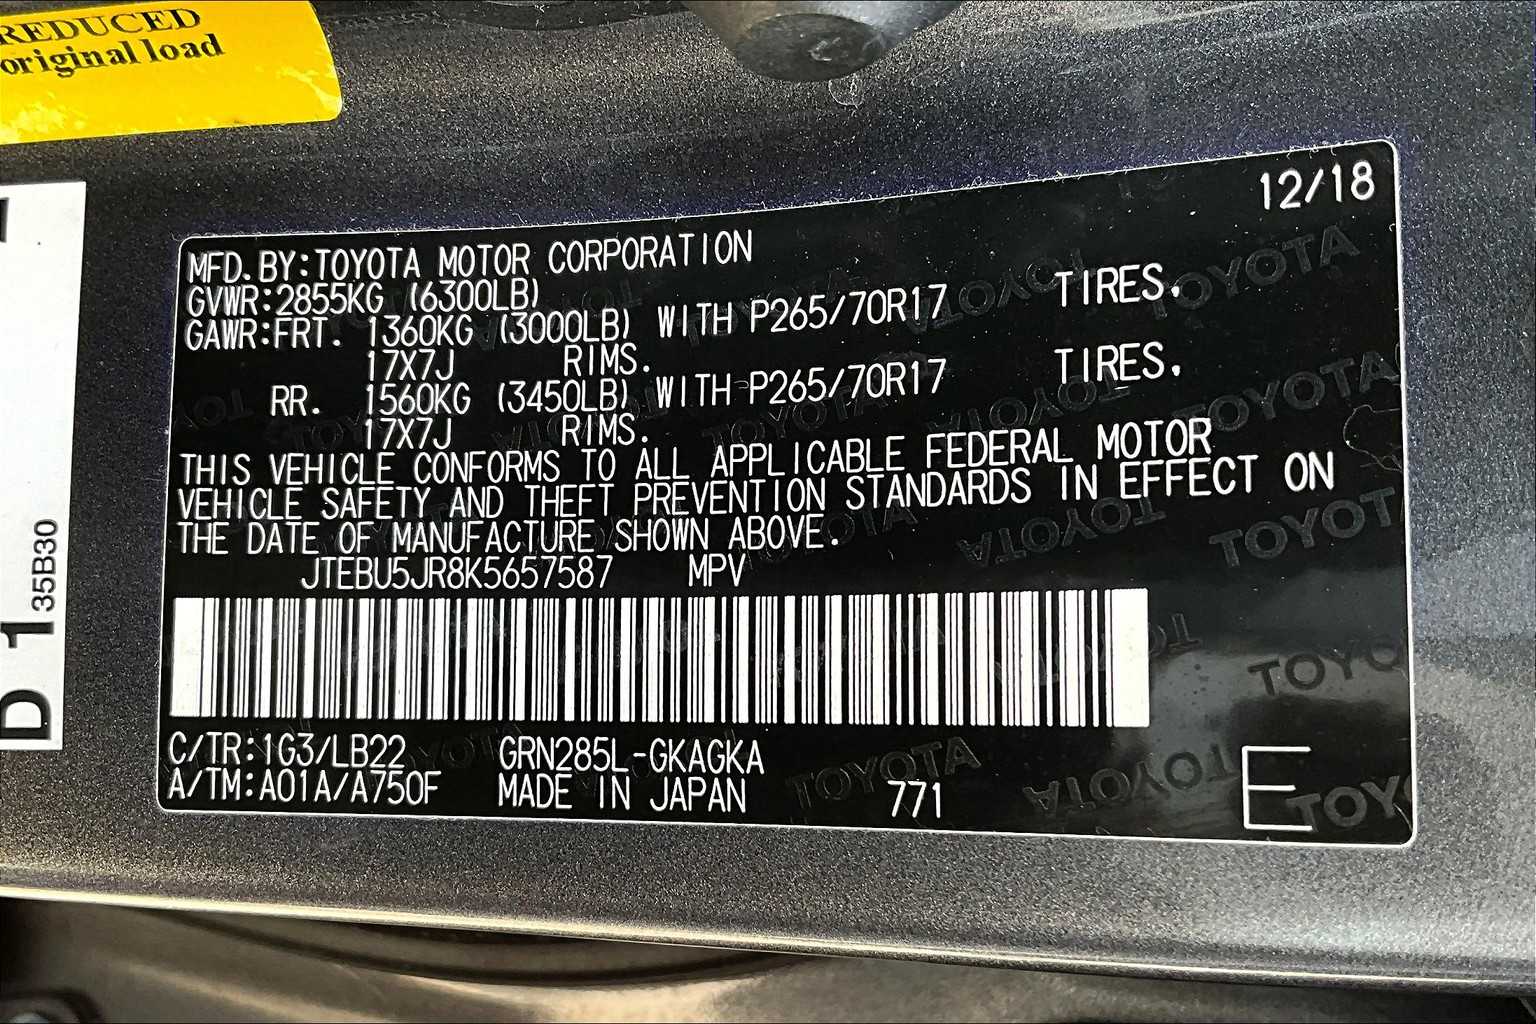 REDUCED
original load
12/18
MFD.BY:TOYOTA MOTOR CORPORATION
GVWR:2855KG (6300LB)
GAWR:FRT. 1360KG (3000LB) WITH P265/70R17 TIRES.
17X7J RIMS.
RR. 1560KG (3450LB) WITH P265/70R17 TIRES.
17X7J RIMS.
THIS VEHICLE CONFORMS TO ALL APPLICABLE FEDERAL MOTOR
VEHICLE SAFETY AND THEFT PREVENTION STANDARDS IN EFFECT ON
THE DATE OF MANUFACTURE SHOWN ABOVE.
JTEBU5JR8K5657587 MPV
C/TR:1G3/LB22 GRN285L-GKAGKA
A/TM:A01A/A750F MADE IN JAPAN 771 E
D 1 35B30